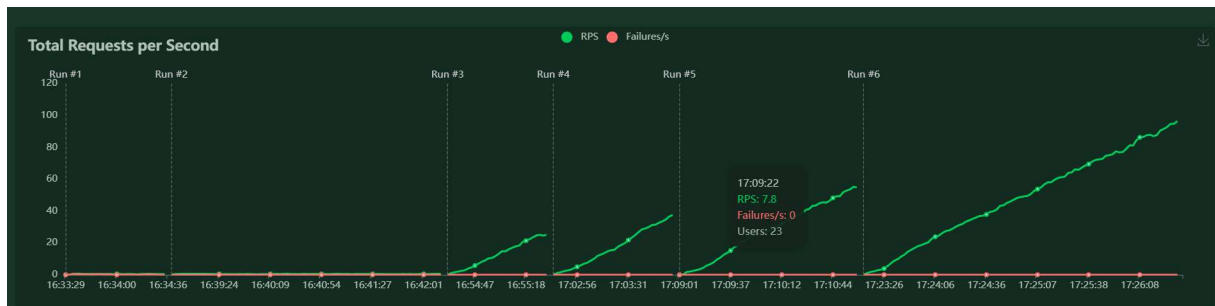 Total Requests per Second
RPS
Failures/s
Run #1
Run #2
Run #3
Run #4
Run #5
Run #6
120
100
80
60
40
20
0
17:09:22
RPS: 7.8
Failures/s: 0
Users: 23
16:33:29 16:34:00 16:34:36 16:39:24 16:40:09 16:40:54 16:41:27 16:42:01 16:54:47 16:55:18 17:02:56 17:03:31 17:09:01 17:09:37 17:10:12 17:10:44 17:23:26 17:24:06 17:24:36 17:25:07 17:25:38 17:26:08